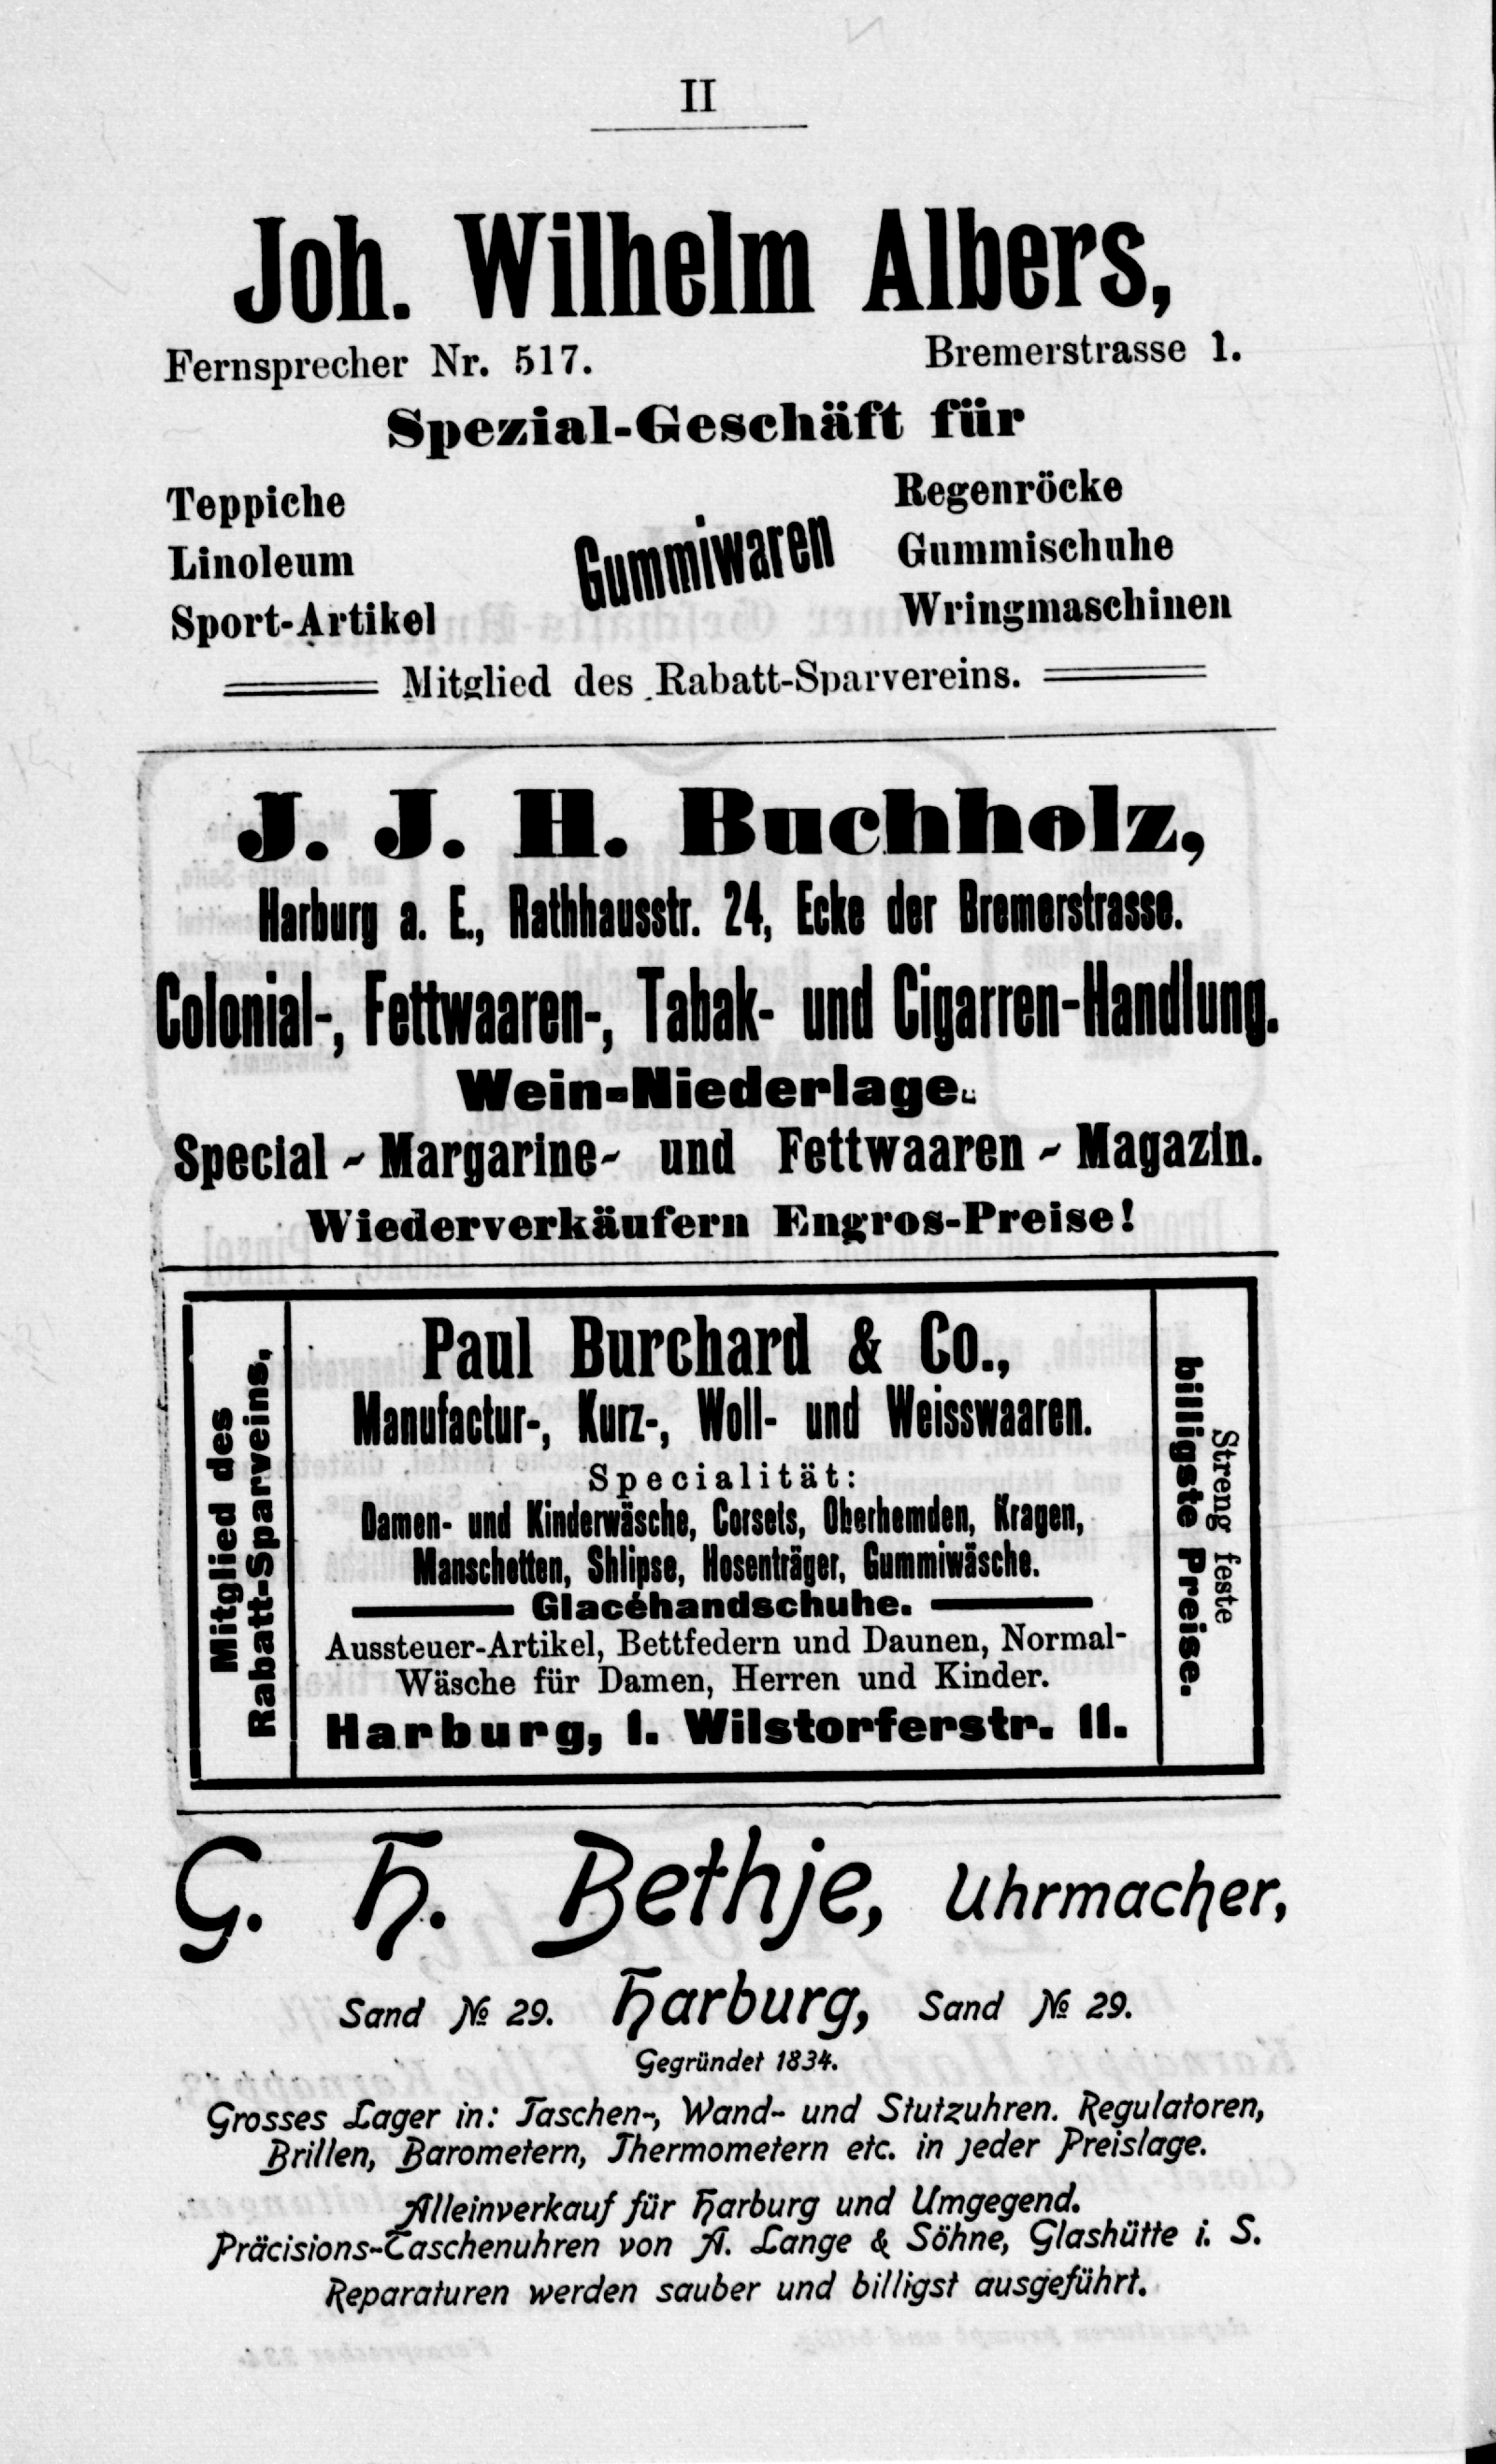 II
Joh. Wilhelm Albers,
Fernsprecher Nr. 517. Bremerstrasse 1.
Spezial-Geschäft für
Teppiche
Linoleum
Sport-Artikel
Gummiwaren
Regenröcke
Gummischuhe
Wringmaschinen
Mitglied des Rabatt-Sparvereins.
J. J. H. Buchholz,
Harburg a. E., Rathhausstr. 24, Ecke der Bremerstrasse.
Colonial-, Fettwaaren-, Tabak- und Cigarren-Handlung.
Wein-Niederlage.
Special - Margarine- und Fettwaaren - Magazin.
Wiederverkäufern Engros-Preise!
Mitglied des
Rabatt-Sparveins.
Paul Burchard & Co.,
Manufactur-, Kurz-, Woll- und Weisswaaren.
Specialität:
Damen- und Kinderwäsche, Corsets, Oberhemden, Kragen,
Manschetten, Shlipse, Hosenträger, Gummiwäsche.
Glacéhandschuhe.
Aussteuer-Artikel, Bettfedern und Daunen, Normal-
Wäsche für Damen, Herren und Kinder.
Harburg, 1. Wilstorferstr. 11.
Streng feste
billigste Preise.
G. H. Bethje, Uhrmacher,
Sand № 29. Harburg, Sand № 29.
Gegründet 1834.
Grosses Lager in: Taschen-, Wand- und Stutzuhren. Regulatoren,
Brillen, Barometern, Thermometern etc. in jeder Preislage.
Alleinverkauf für Harburg und Umgegend.
Präcisions-Taschenuhren von A. Lange & Söhne, Glashütte i. S.
Reparaturen werden sauber und billigst ausgeführt.